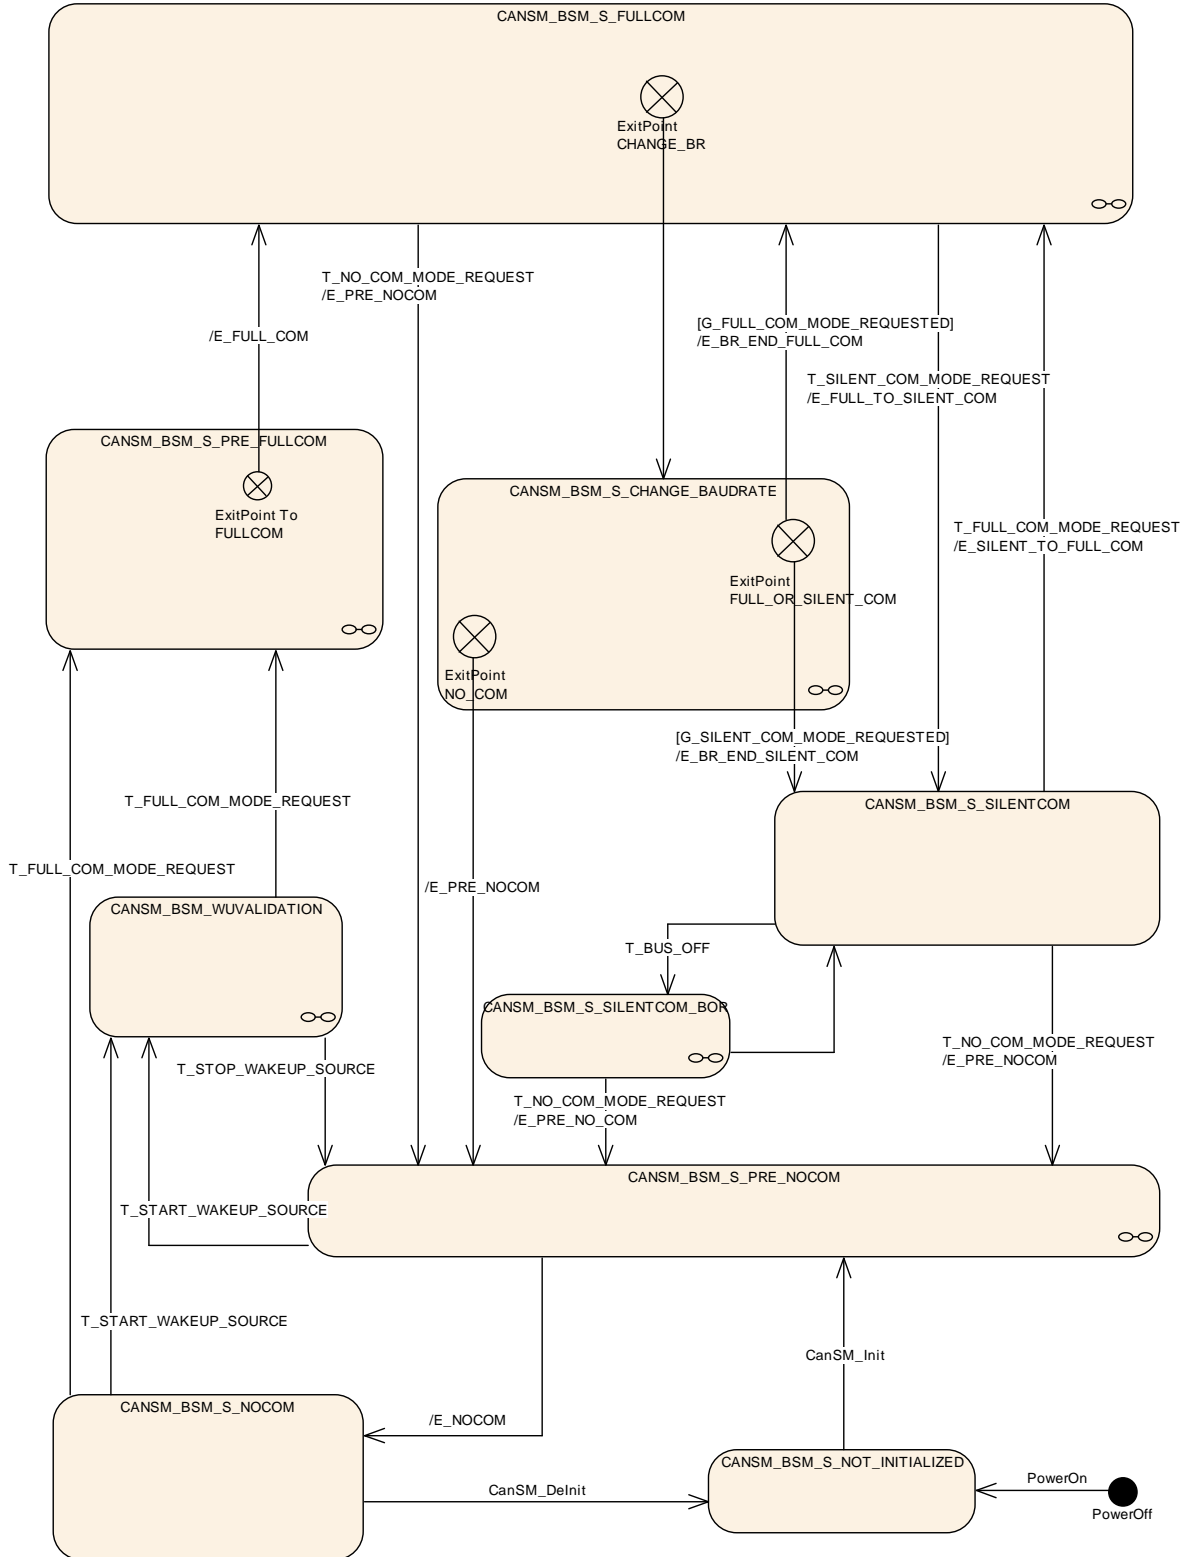 CANSM_BSM_S_FULLCOM
ExitPoint
CHANGE_BR
T_NO_COM_MODE_REQUEST
/E_PRE_NOCOM
/E_FULL_COM
[G_FULL_COM_MODE_REQUESTED]
/E_BR_END_FULL_COM
T_SILENT_COM_MODE_REQUEST
/E_FULL_TO_SILENT_COM
CANSM_BSM_S_PRE_FULLCOM
ExitPoint To
FULLCOM
CANSM_BSM_S_CHANGE_BAUDRATE
T_FULL_COM_MODE_REQUEST
/E_SILENT_TO_FULL_COM
ExitPoint
FULL_OR_SILENT_COM
ExitPoint
NO_COM
[G_SILENT_COM_MODE_REQUESTED]
/E_BR_END_SILENT_COM
T_FULL_COM_MODE_REQUEST
CANSM_BSM_S_SILENTCOM
T_FULL_COM_MODE_REQUEST
/E_PRE_NOCOM
CANSM_BSM_WUVALIDATION
T_BUS_OFF
CANSM_BSM_S_SILENTCOM_BOR
T_NO_COM_MODE_REQUEST
/E_PRE_NOCOM
T_STOP_WAKEUP_SOURCE
T_NO_COM_MODE_REQUEST
/E_PRE_NO_COM
CANSM_BSM_S_PRE_NOCOM
T_START_WAKEUP_SOURCE
T_START_WAKEUP_SOURCE
CanSM_Init
CANSM_BSM_S_NOCOM
/E_NOCOM
CANSM_BSM_S_NOT_INITIALIZED
CanSM_DeInit
PowerOn
PowerOff